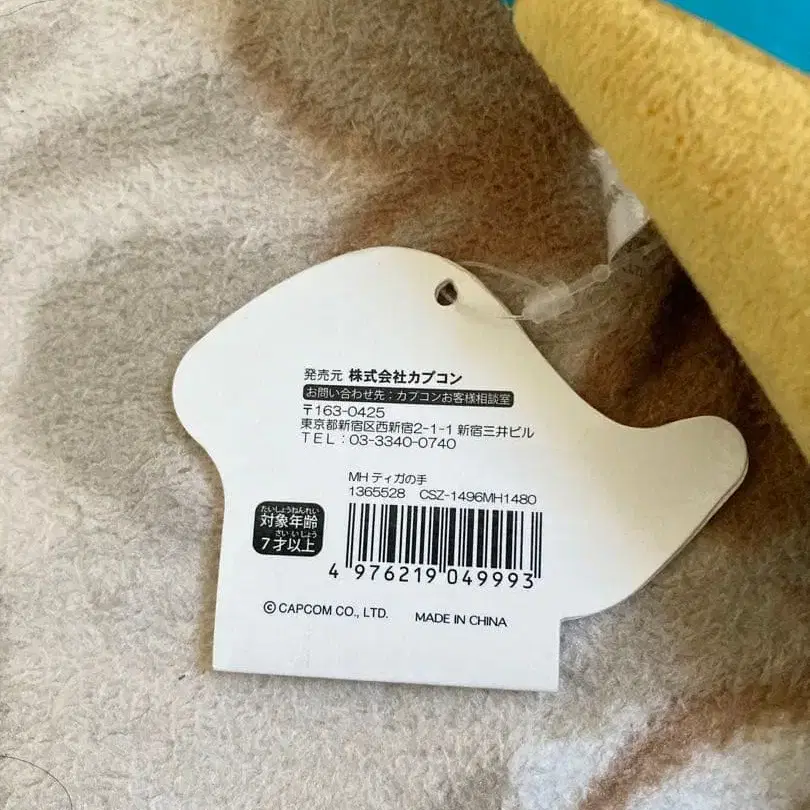 発売元 株式会社カプコン
お問い合わせ先：カプコンお客様相談室
〒163-0425
東京都新宿区西新宿2-1-1 新宿三井ビル
TEL：03-3340-0740
MH ティガの手
1365528 CSZ-1496MH1480
たいしょうねんれい
対象年齢
さい いじょう
7才以上
4 976219 049993
© CAPCOM CO., LTD. MADE IN CHINA